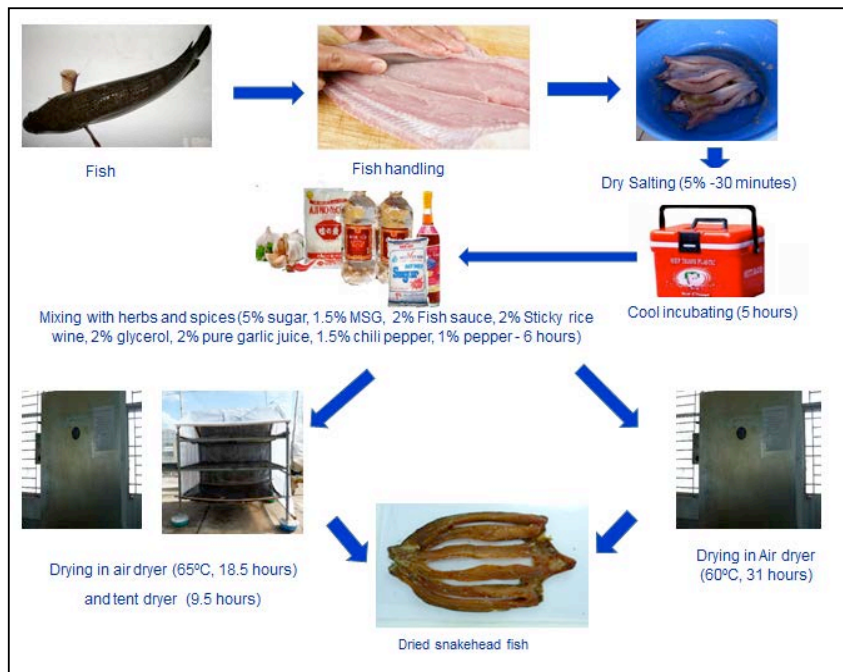 Fish
Fish handling
Dry Salting (5% -30 minutes)
Sugar
Mixing with herbs and spices (5% sugar, 1.5% MSG, 2% Fish sauce, 2% Sticky rice
wine, 2% glycerol, 2% pure garlic juice, 1.5% chili pepper, 1% pepper - 6 hours)
Cool incubating (5 hours)
Drying in air dryer (65ºC, 18.5 hours)
and tent dryer (9.5 hours)
Drying in Air dryer
(60ºC, 31 hours)
Dried snakehead fish